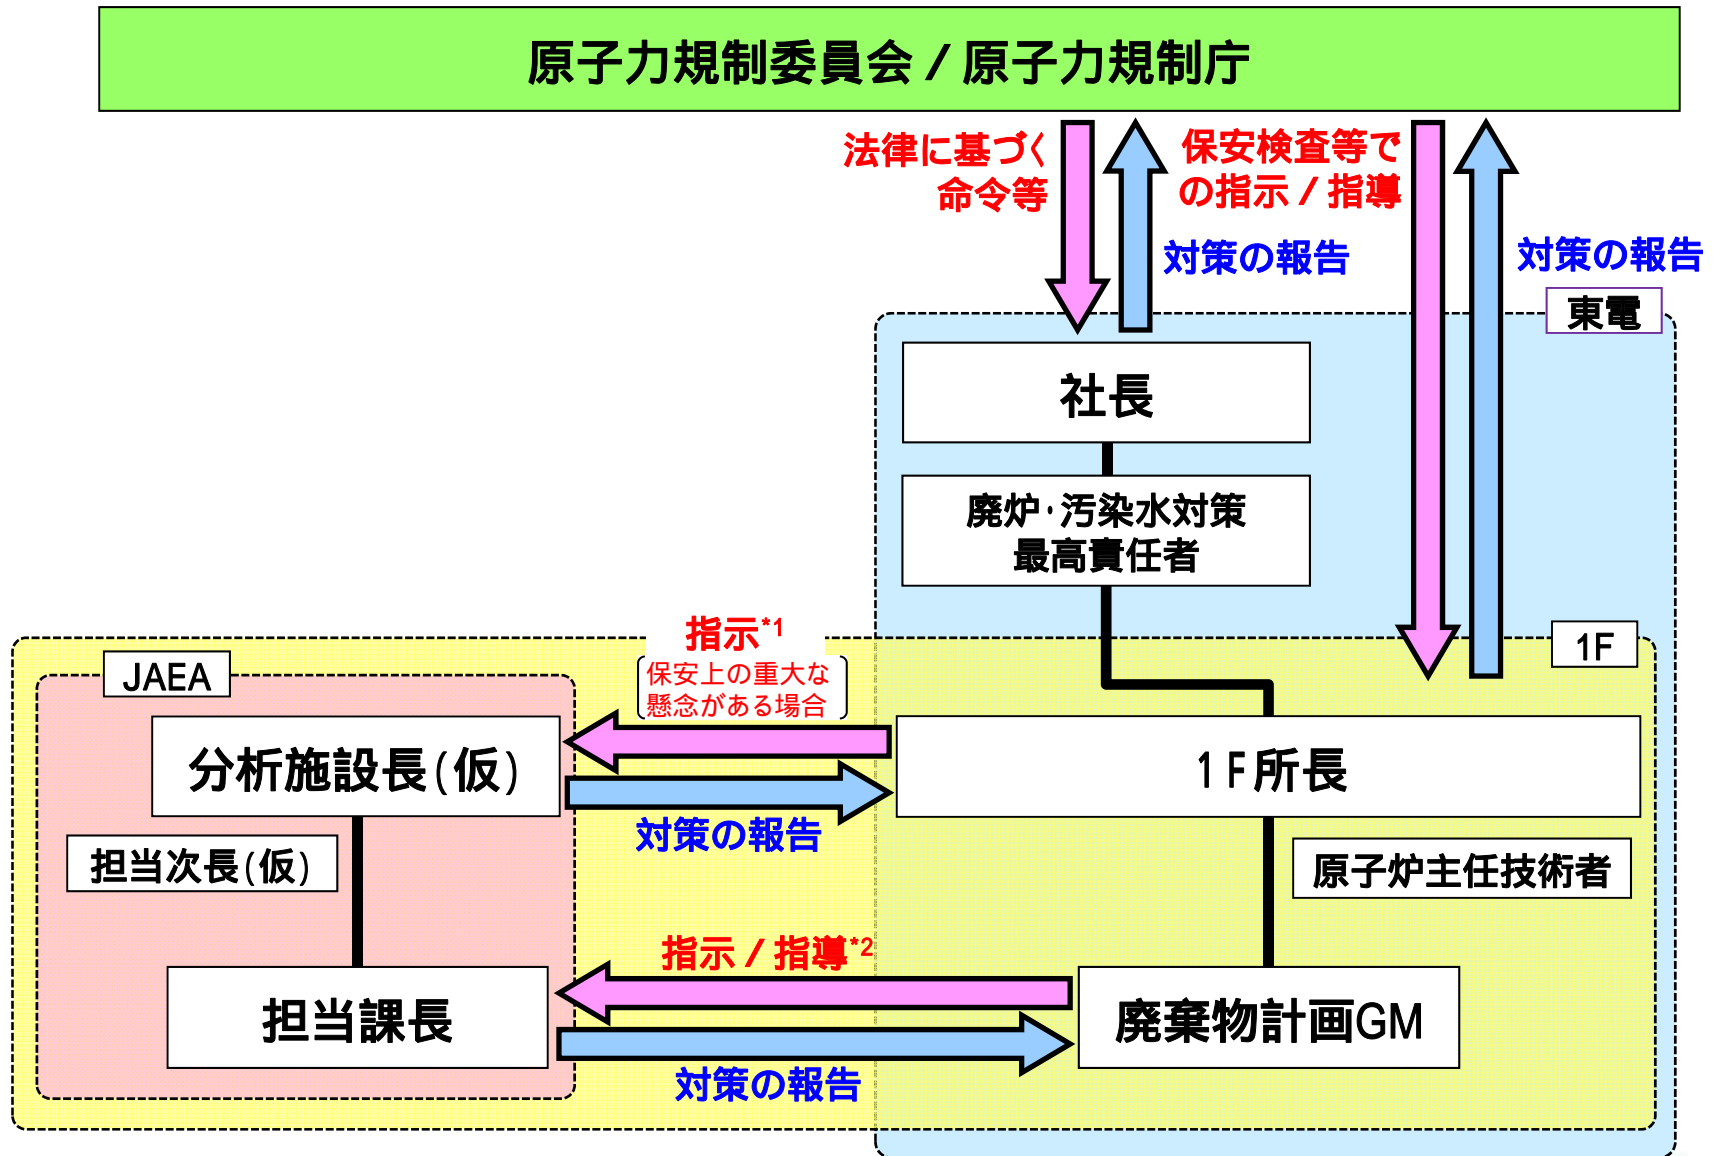 原子力規制委員会/原子力規制庁
法律に基づく
命令等
対策の報告
保安検査等で
の指示/指導
対策の報告
東電
社長
廃炉・汚染水対策
最高責任者
指示*1
保安上の重大な
懸念がある場合
1F
JAEA
分析施設長(仮)
1F所長
対策の報告
担当次長(仮)
原子炉主任技術者
指示/指導*2
担当課長
廃棄物計画GM
対策の報告